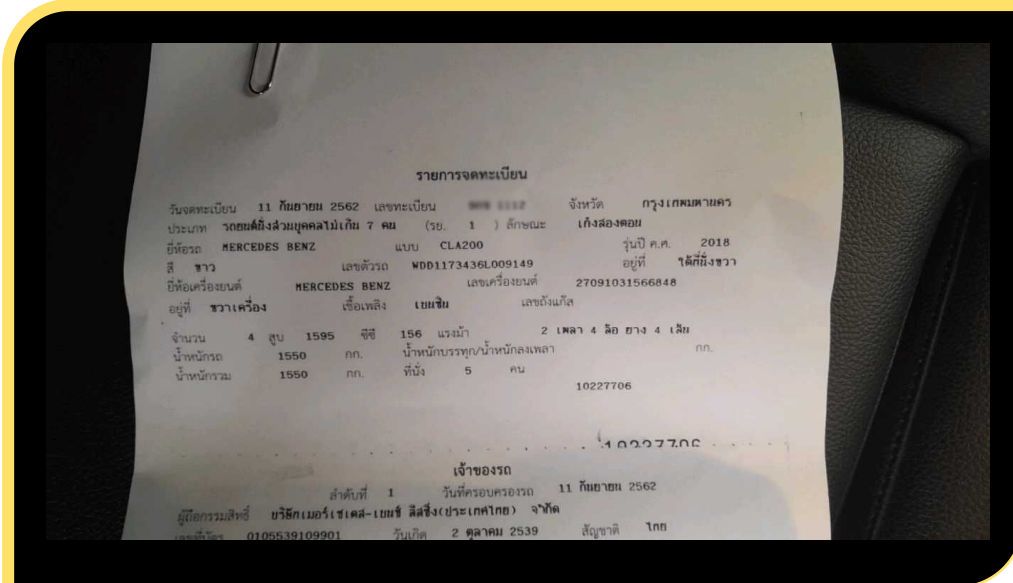 รายการจดทะเบียน
วันจดทะเบียน 11 กันยายน 2562 เลขทะเบียน จังหวัด กรุงเทพมหานคร
ประเภท รถยนต์นั่งส่วนบุคคลไม่เกิน 7 คน (รย. 1 ) ลักษณะ เก๋งสองตอน
ยี่ห้อรถ MERCEDES BENZ แบบ CLA200 รุ่นปี ค.ศ. 2018
สี ขาว เลขตัวรถ WDD1173436L009149 อยู่ที่ ใต้ที่นั่งขวา
ยี่ห้อเครื่องยนต์ MERCEDES BENZ เลขเครื่องยนต์ 27091031566848
อยู่ที่ ขวาเครื่อง เชื้อเพลิง เบนซิน เลขถังแก๊ส
จำนวน 4 สูบ 1595 ซีซี 156 แรงม้า 2 เพลา 4 ล้อ ยาง 4 เส้น
น้ำหนักรถ 1550 กก. น้ำหนักบรรทุก/น้ำหนักลงเพลา กก.
น้ำหนักรวม 1550 กก. ที่นั่ง 5 คน
10227706
10227706
เจ้าของรถ
ลำดับที่ 1 วันที่ครอบครองรถ 11 กันยายน 2562
ผู้ถือกรรมสิทธิ์ บริษัทเมอร์เซเดส-เบนซ์ ลีสซิ่ง(ประเทศไทย) จำกัด
เลขที่บัตร 0105539109901 วันเกิด 2 ตุลาคม 2539 สัญชาติ ไทย